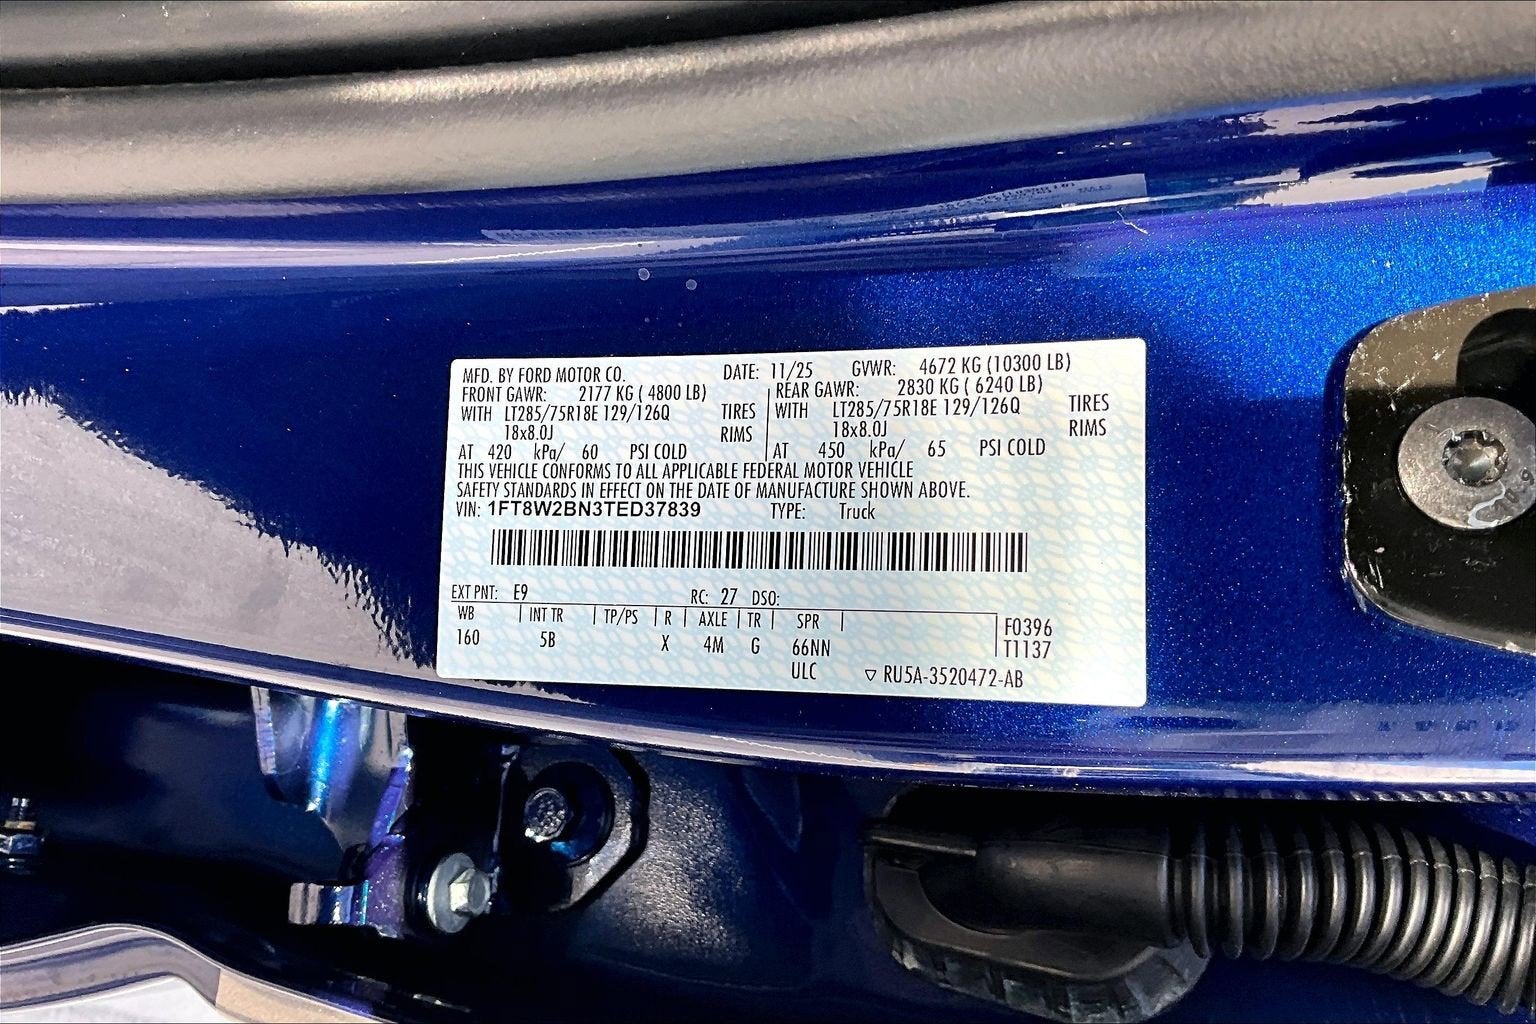 MFD. BY FORD MOTOR CO. DATE: 11/25 GVWR: 4672 KG (10300 LB)
FRONT GAWR: 2177 KG ( 4800 LB) REAR GAWR: 2830 KG ( 6240 LB)
WITH LT285/75R18E 129/126Q TIRES WITH LT285/75R18E 129/126Q TIRES
18x8.0J RIMS 18x8.0J RIMS
AT 420 kPa/ 60 PSI COLD AT 450 kPa/ 65 PSI COLD
THIS VEHICLE CONFORMS TO ALL APPLICABLE FEDERAL MOTOR VEHICLE
SAFETY STANDARDS IN EFFECT ON THE DATE OF MANUFACTURE SHOWN ABOVE.
VIN: 1FT8W2BN3TED37839 TYPE: Truck
EXT PNT: E9 RC: 27 DSO:
WB INT TR TP/PS R AXLE TR SPR F0396
160 5B X 4M G 66NN T1137
ULC ▽ RU5A-3520472-AB